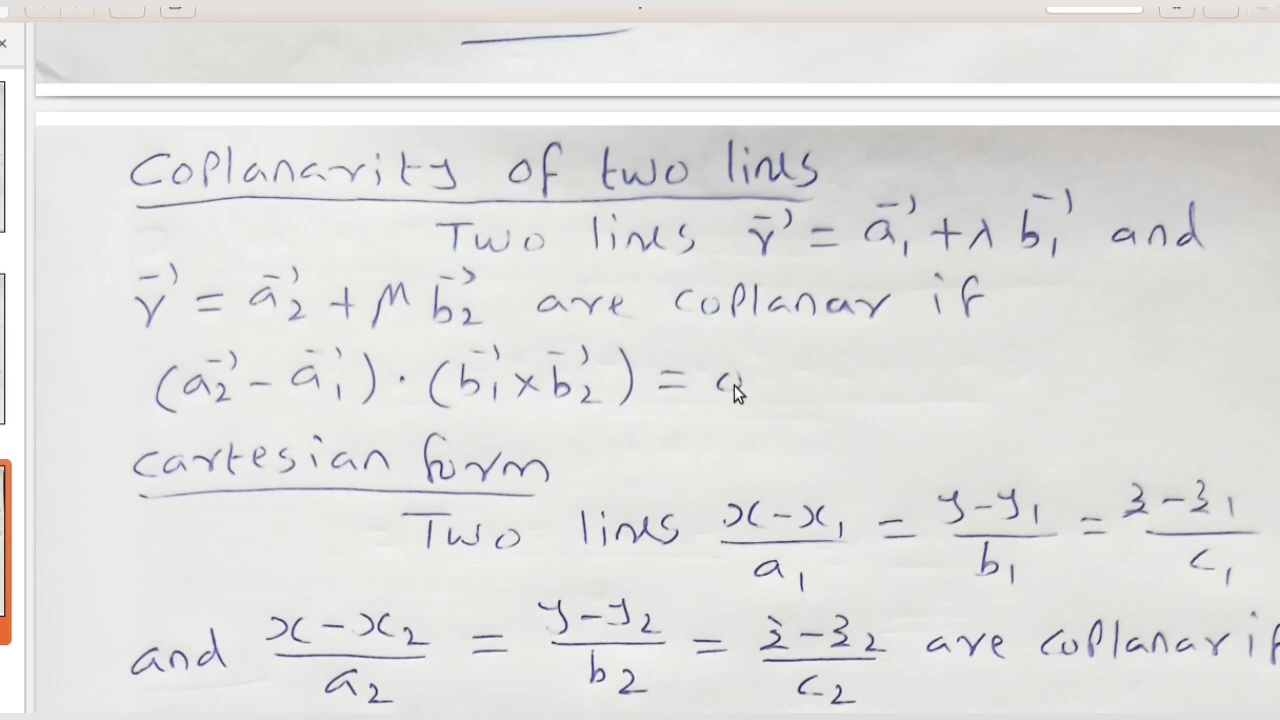 Coplanarity of two lines
Two lines r⃗ = a⃗₁ + λ b⃗₁ and
r⃗ = a⃗₂ + μ b⃗₂ are coplanar if
(a⃗₂ − a⃗₁) · (b⃗₁ × b⃗₂) =
cartesian form
Two lines (x − x₁)/a₁ = (y − y₁)/b₁ = (z − z₁)/c₁
and (x − x₂)/a₂ = (y − y₂)/b₂ = (z − z₂)/c₂ are coplanar if